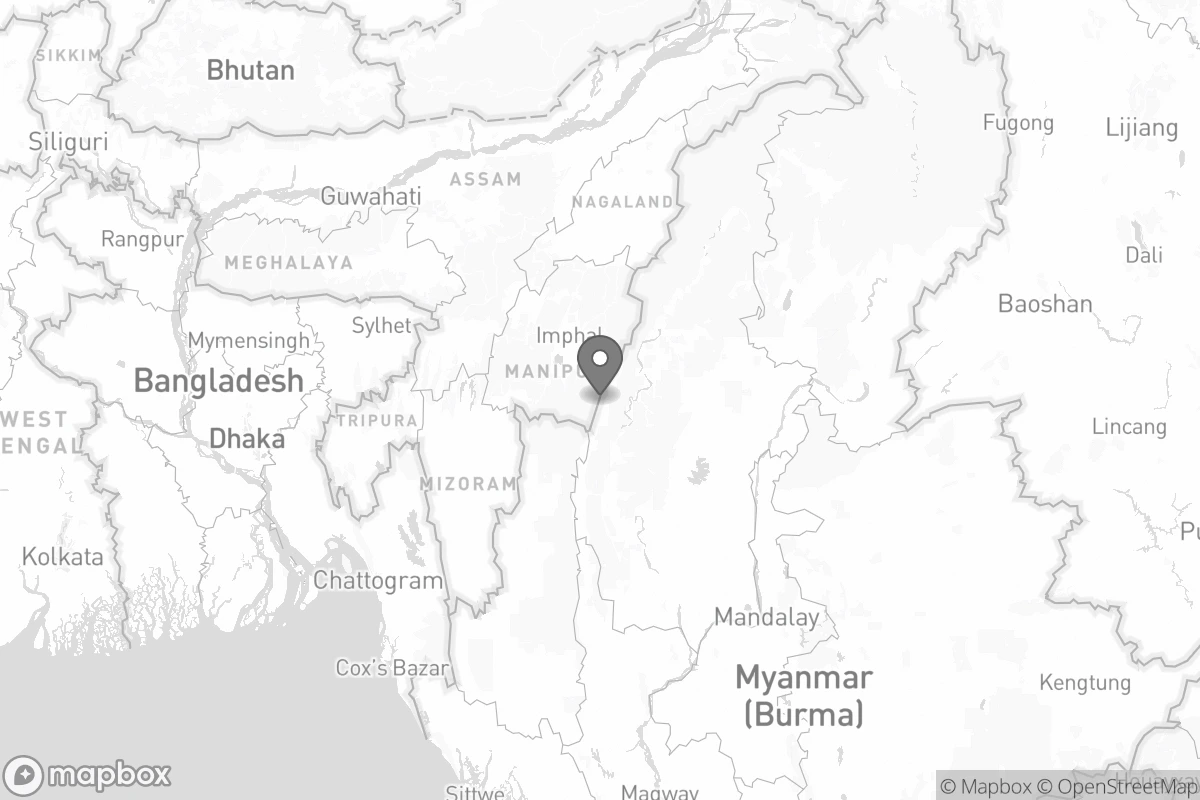 SIKKIM
Bhutan
Siliguri
Fugong
Lijiang
ASSAM
Guwahati
NAGALAND
Rangpur
MEGHALAYA
Dali
Baoshan
Sylhet
Mymensingh
Imphal
MANIPU
Bangladesh
WEST
ENGAL
TRIPURA
Dhaka
Lincang
MIZORAM
Kolkata
Chattogram
Mandalay
Cox's Bazar
Myanmar
(Burma)
Kengtung
mapbox
Sittwe
Magway
© Mapbox © OpenStreetMap